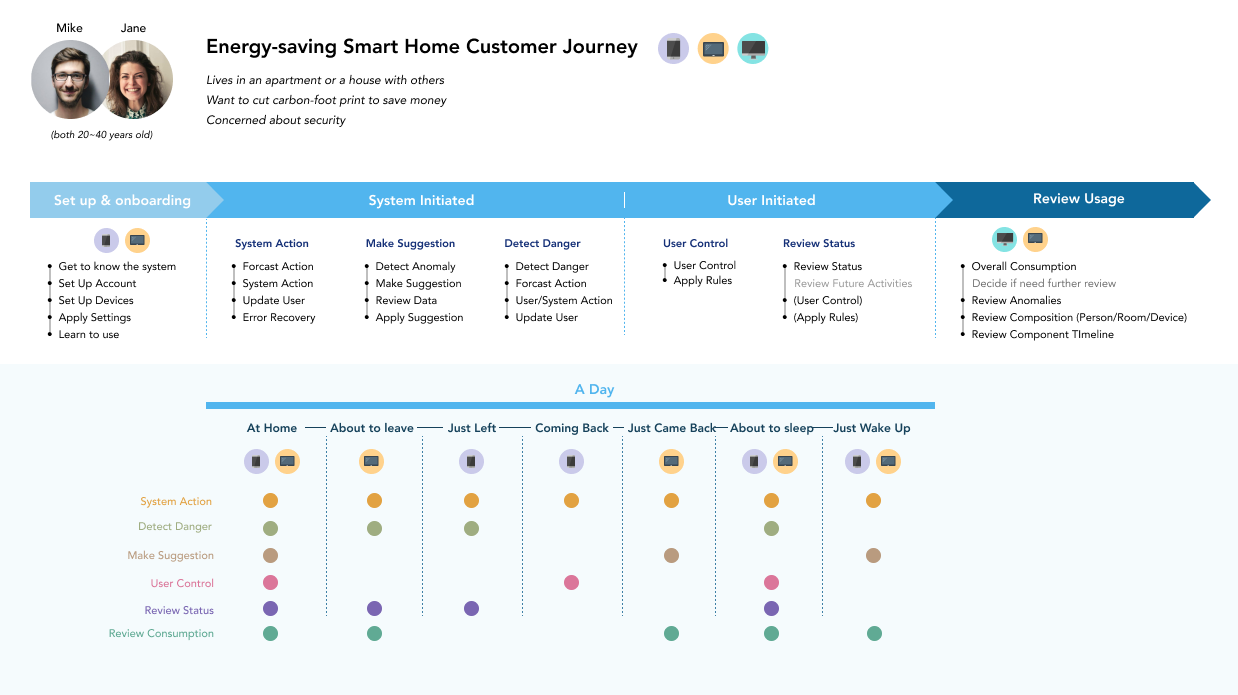 Mike
Jane
Energy-saving Smart Home Customer Journey
Lives in an apartment or a house with others
Want to cut carbon-foot print to save money
Concerned about security
(both 20~40 years old)
Set up & onboarding
System Initiated
User Initiated
Review Usage
Get to know the system
Set Up Account
Set Up Devices
Apply Settings
Learn to use
System Action
Forcast Action
System Action
Update User
Error Recovery
Make Suggestion
Detect Anomaly
Make Suggestion
Review Data
Apply Suggestion
Detect Danger
Detect Danger
Forcast Action
User/System Action
Update User
User Control
User Control
Apply Rules
Review Status
Review Status
Review Future Activities
(User Control)
(Apply Rules)
Overall Consumption
Decide if need further review
Review Anomalies
Review Composition (Person/Room/Device)
Review Component TImeline
A Day
At Home
About to leave
Just Left
Coming Back
Just Came Back
About to sleep
Just Wake Up
System Action
Detect Danger
Make Suggestion
User Control
Review Status
Review Consumption